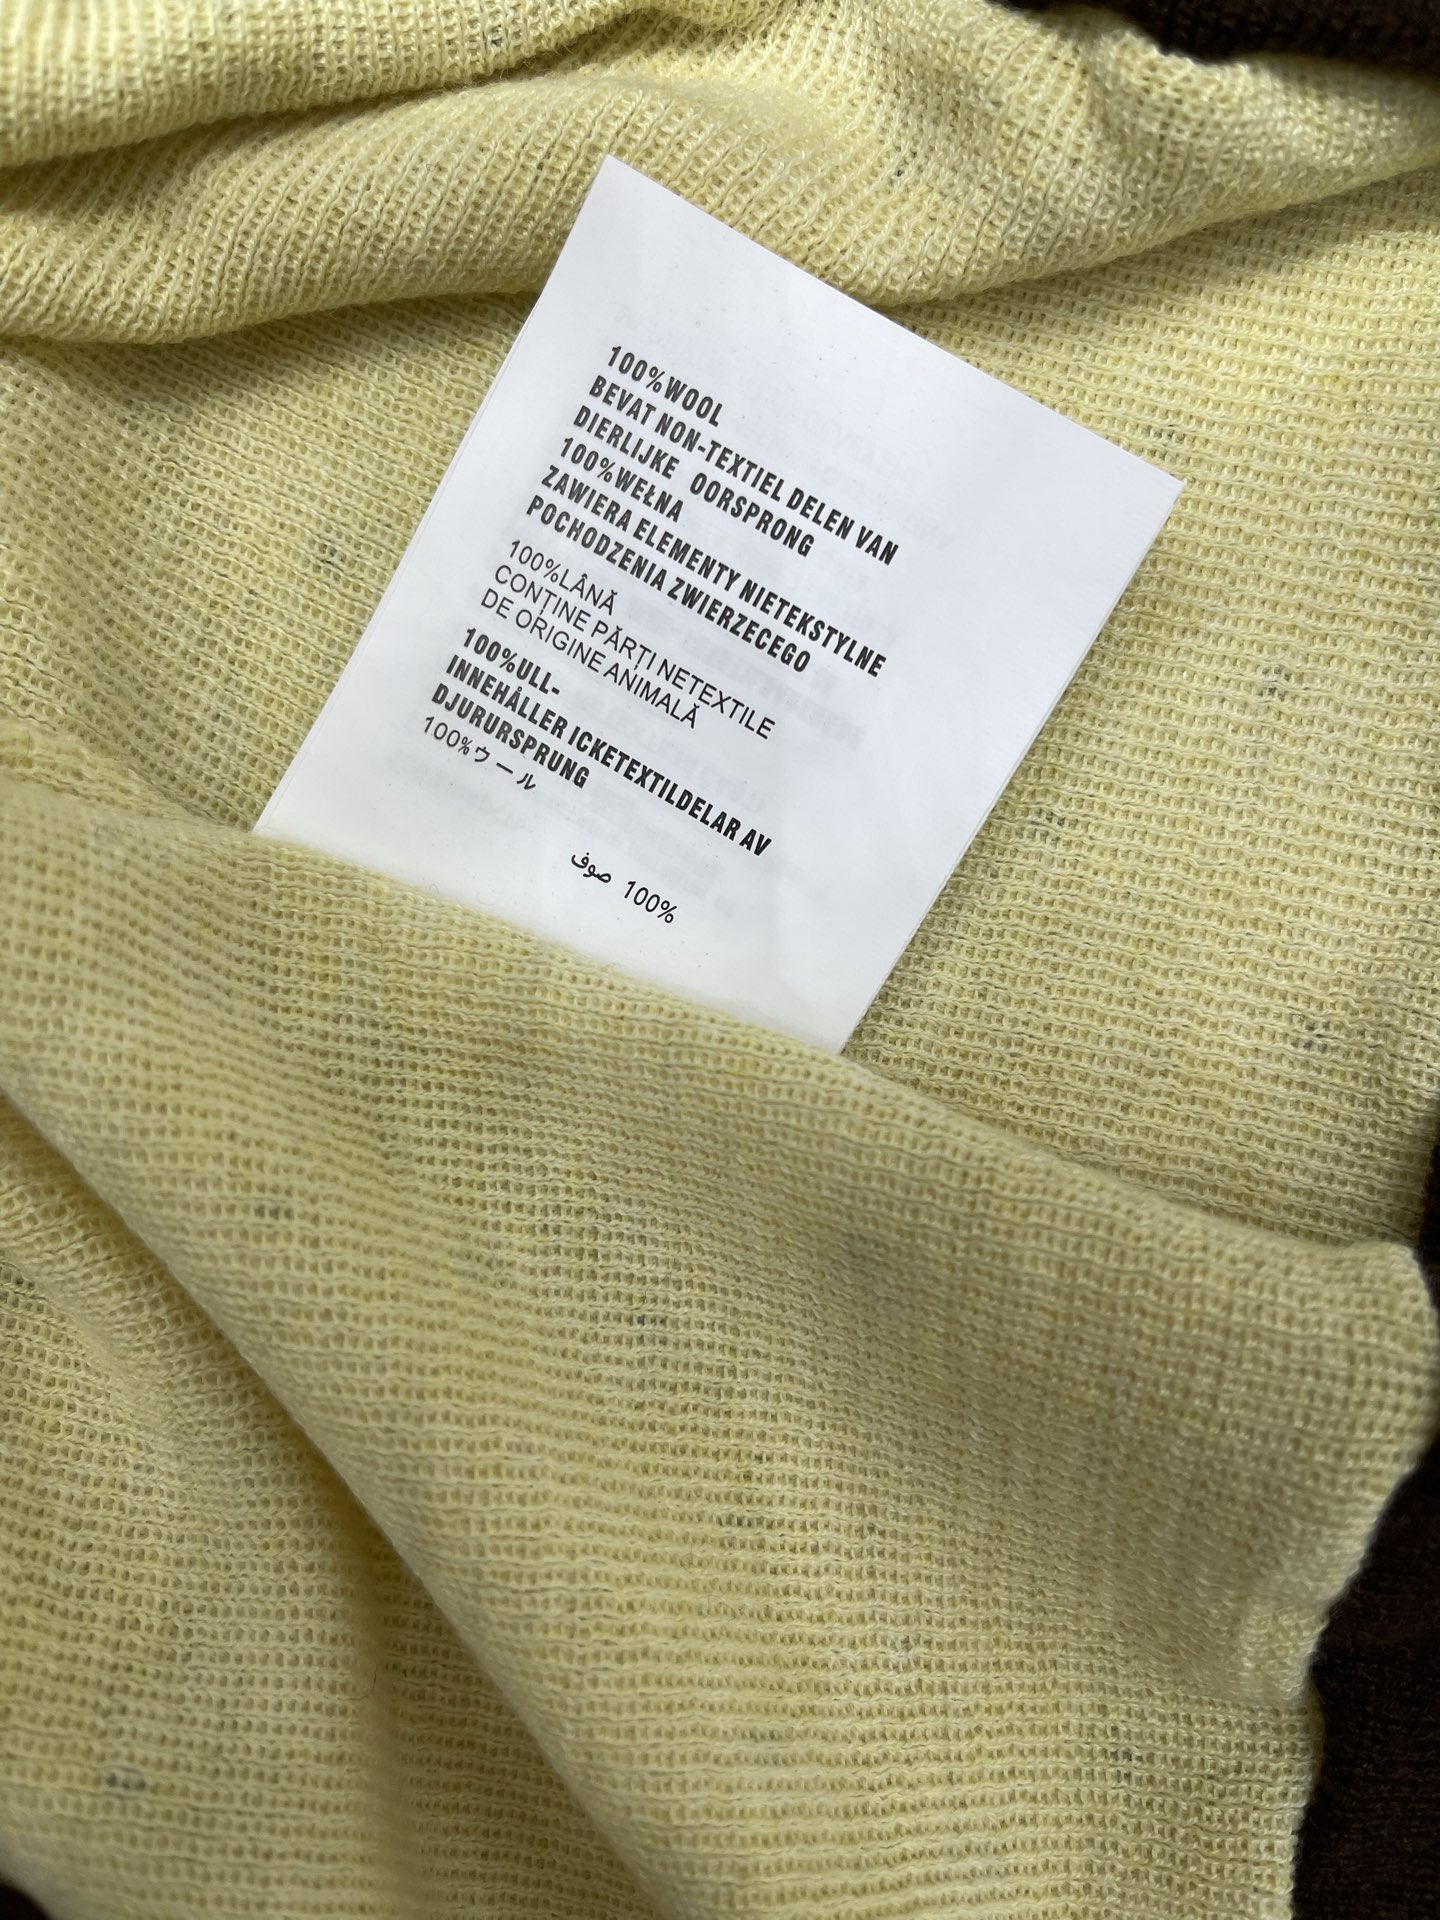 100%WOOL
BEVAT NON-TEXTIEL DELEN VAN
DIERLIJKE OORSPRONG
100%WEŁNA
ZAWIERA ELEMENTY NIETEKSTYLNE
POCHODZENIA ZWIERZECEGO
100%LÂNĂ
CONȚINE PĂRȚI NETEXTILE
DE ORIGINE ANIMALĂ
100%ULL-
INNEHÅLLER ICKETEXTILDELAR AV
DJURURSPRUNG
100%ウール
صوف 100%